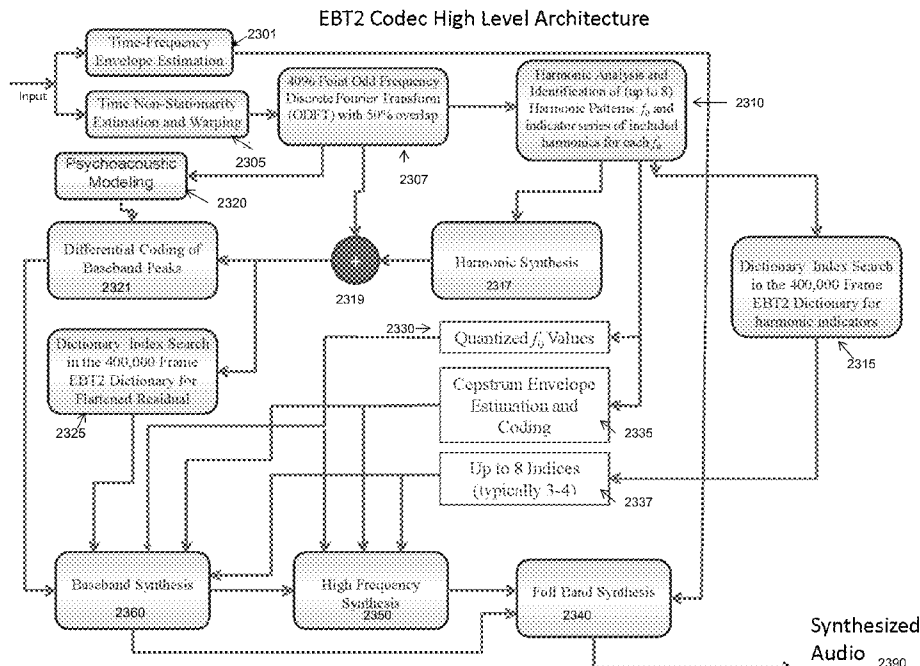 EBT2 Codec High Level Architecture
Input
Time-Frequency
Envelope Estimation
2301
Time Non-Stationarity
Estimation and Warping
2305
Point Odd Frequency
Discrete Fourier Transform
(ODFT) with 50% overlap
2307
Harmonic Analysis and
Identification of (up to 8)
Harmonic Patterns: f0 and
indicator series of included
harmonics for each f0
2310
Psychoacoustic
Modeling
2320
Differential Coding of
Baseband Peaks
2321
2319
Harmonic Synthesis
2317
Dictionary Index Search
in the 400,000 Frame
EBT2 Dictionary for
harmonic indicators
2315
Dictionary Index Search
in the 400,000 Frame
EBT2 Dictionary for
Flattened Residual
2325
2330
Quantized f0 Values
Cepstrum Envelope
Estimation and
Coding
2335
Up to 8 Indices
(typically 3-4)
2337
Baseband Synthesis
2360
High Frequency
Synthesis
2350
Full Band Synthesis
2340
Synthesized
Audio
2390